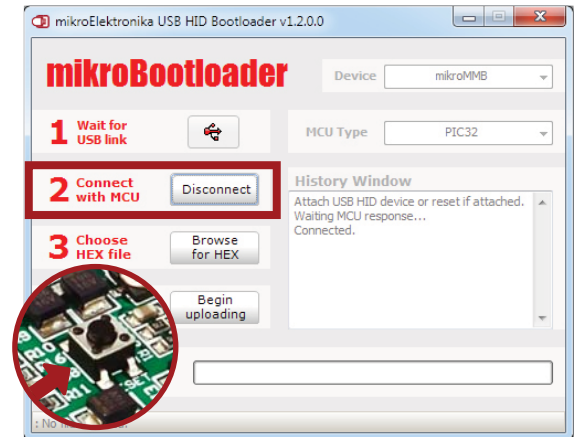 mikroElektronika USB HID Bootloader v1.2.0.0
mikroBootloader
Device mikroMMB
1 Wait for
USB link
MCU Type PIC32
2 Connect
with MCU
Disconnect
History Window
Attach USB HID device or reset if attached.
Waiting MCU response...
Connected.
3 Choose
HEX file
Browse
for HEX
Begin
uploading
R10
R11
: No